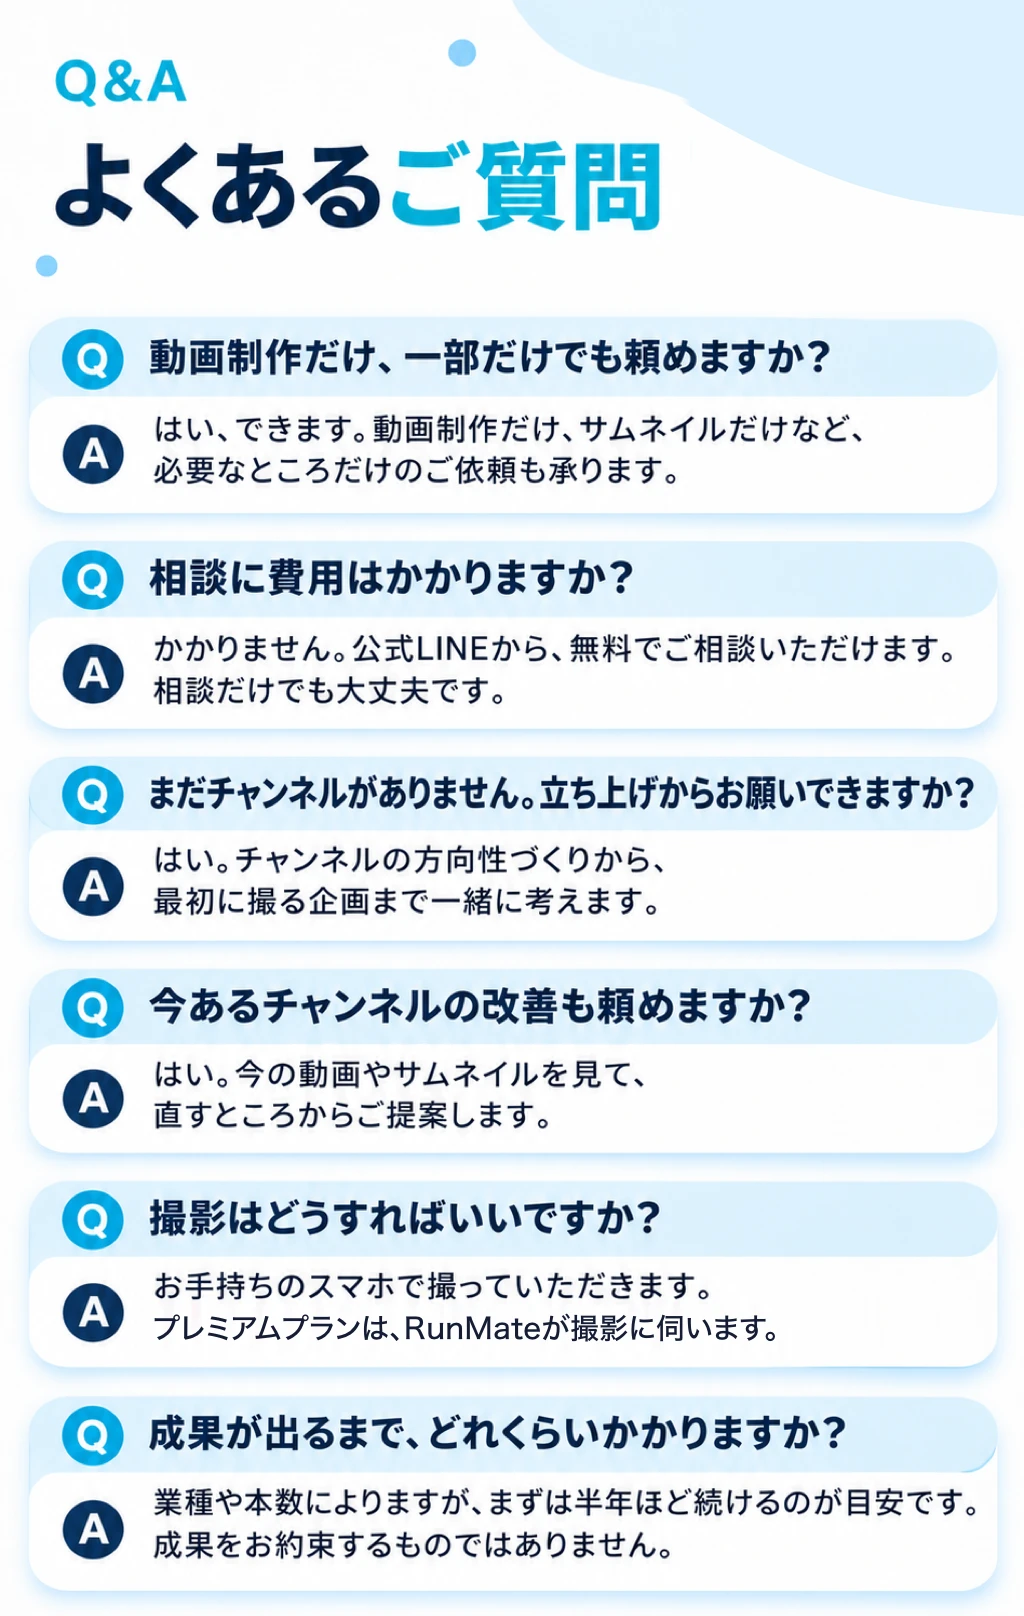 Q&A
よくあるご質問
Q 動画制作だけ、一部だけでも頼めますか？
A はい、できます。動画制作だけ、サムネイルだけなど、
必要なところだけのご依頼も承ります。
Q 相談に費用はかかりますか？
A かかりません。公式LINEから、無料でご相談いただけます。
相談だけでも大丈夫です。
Q まだチャンネルがありません。立ち上げからお願いできますか？
A はい。チャンネルの方向性づくりから、
最初に撮る企画まで一緒に考えます。
Q 今あるチャンネルの改善も頼めますか？
A はい。今の動画やサムネイルを見て、
直すところからご提案します。
Q 撮影はどうすればいいですか？
A お手持ちのスマホで撮っていただきます。
プレミアムプランは、RunMateが撮影に伺います。
Q 成果が出るまで、どれくらいかかりますか？
A 業種や本数によりますが、まずは半年ほど続けるのが目安です。
成果をお約束するものではありません。